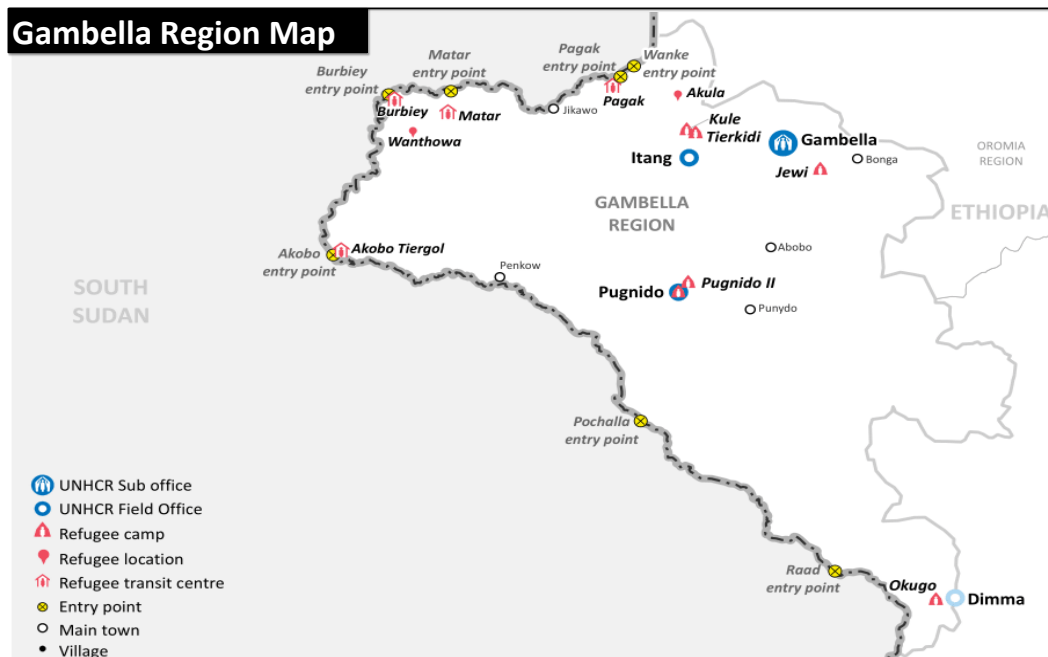 Gambella Region Map
Pagak
entry point
Wanke
entry point
Matar
entry point
Burbiey
entry point
Burbiey
Matar
Wanthowa
Jikawo
Pagak
Akula
Kule
Tierkidi
Itang
Gambella
Jewi
Bonga
OROMIA
REGION
ETHIOPIA
GAMBELLA
REGION
Abobo
Akobo Tiergol
Akobo
entry point
Penkow
SOUTH
SUDAN
Pugnido
Pugnido II
Punydo
Pochalla
entry point
Raad
entry point
Okugo
Dimma
UNHCR Sub office
UNHCR Field Office
Refugee camp
Refugee location
Refugee transit centre
Entry point
Main town
Village